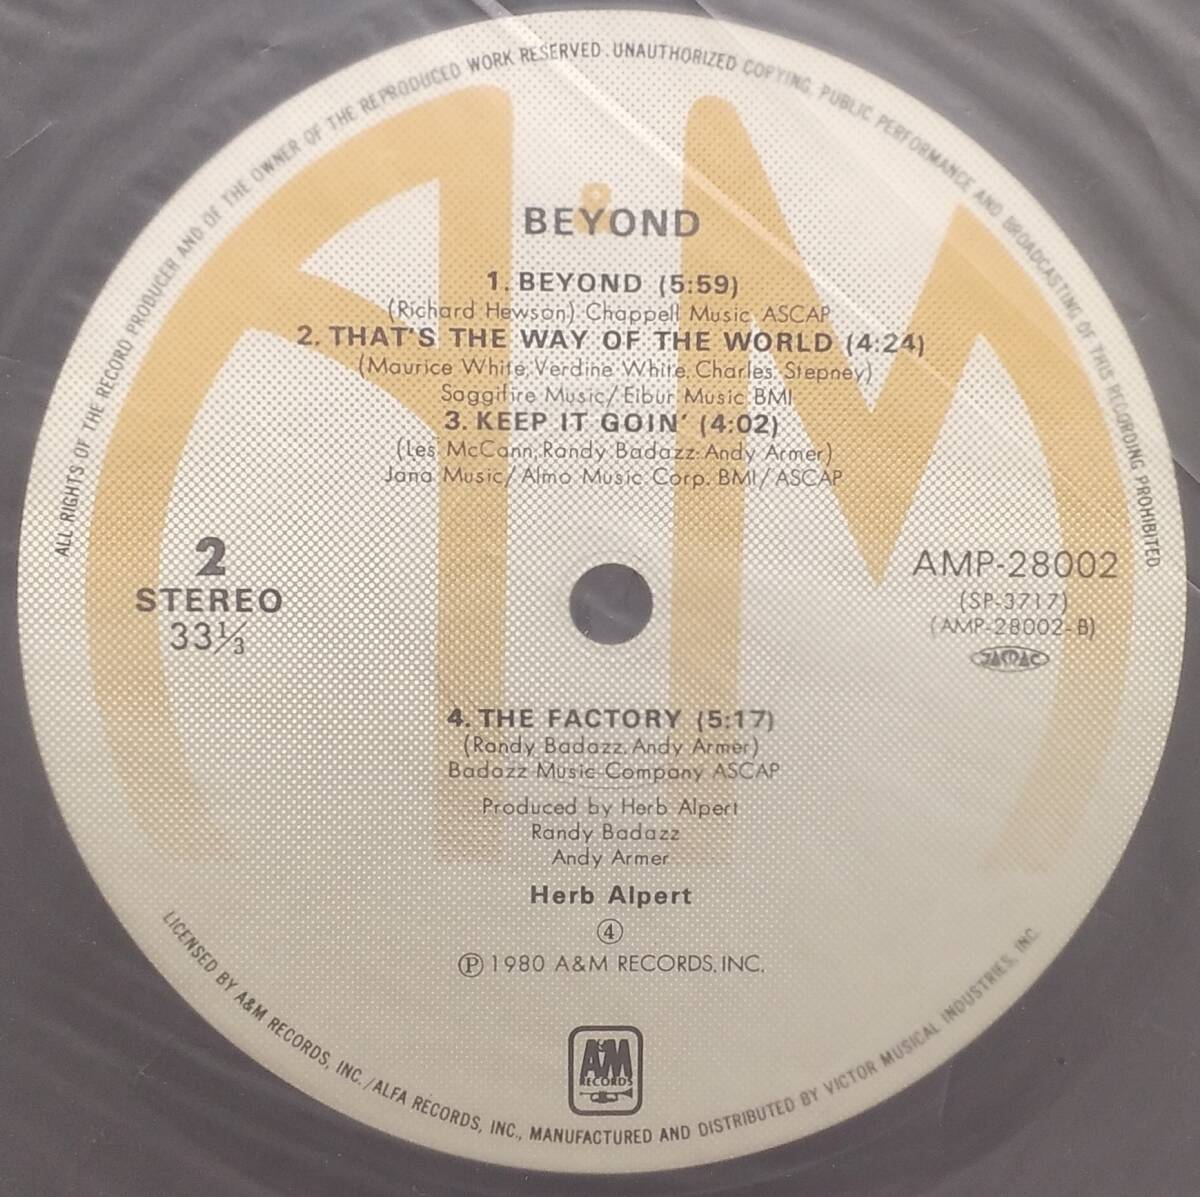 ALL RIGHTS OF THE RECORD PRODUCER AND OF THE OWNER OF THE REPRODUCED WORK RESERVED. UNAUTHORIZED COPYING, PUBLIC PERFORMANCE AND BROADCASTING OF THIS RECORDING PROHIBITED
BEYOND
1. BEYOND (5:59)
(Richard Hewson) Chappell Music ASCAP
2. THAT'S THE WAY OF THE WORLD (4:24)
(Maurice White, Verdine White, Charles Stepney)
Saggifire Music/Eibur Music BMI
3. KEEP IT GOIN' (4:02)
(Les McCann, Randy Badazz·Andy Armer)
Jana Music/Almo Music Corp. BMI/ASCAP
2
STEREO
33⅓
AMP-28002
(SP-3717)
(AMP-28002-B)
JAMAC
4. THE FACTORY (5:17)
(Randy Badazz, Andy Armer)
Badazz Music Company ASCAP
Produced by Herb Alpert
Randy Badazz
Andy Armer
Herb Alpert
④
Ⓟ 1980 A&M RECORDS, INC.
A&M
RECORDS
LICENSED BY A&M RECORDS, INC./ALFA RECORDS, INC., MANUFACTURED AND DISTRIBUTED BY VICTOR MUSICAL INDUSTRIES, INC.